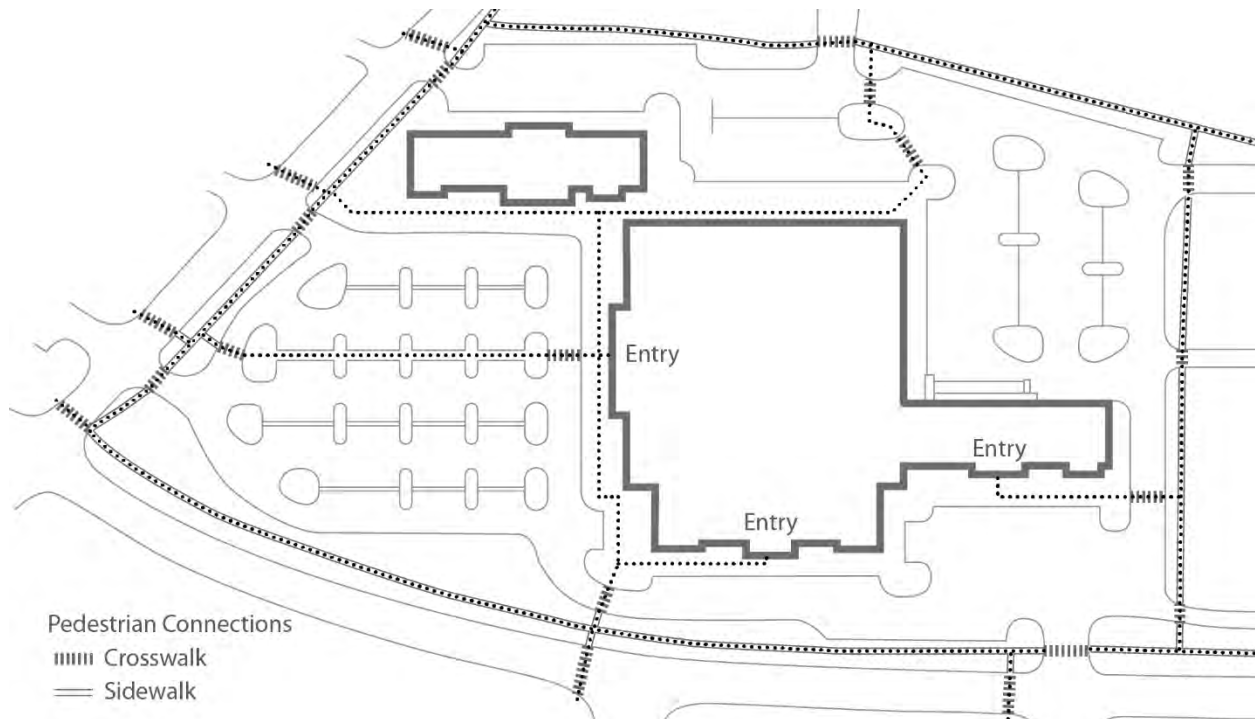 Entry
Entry
Entry
Pedestrian Connections
Crosswalk
Sidewalk